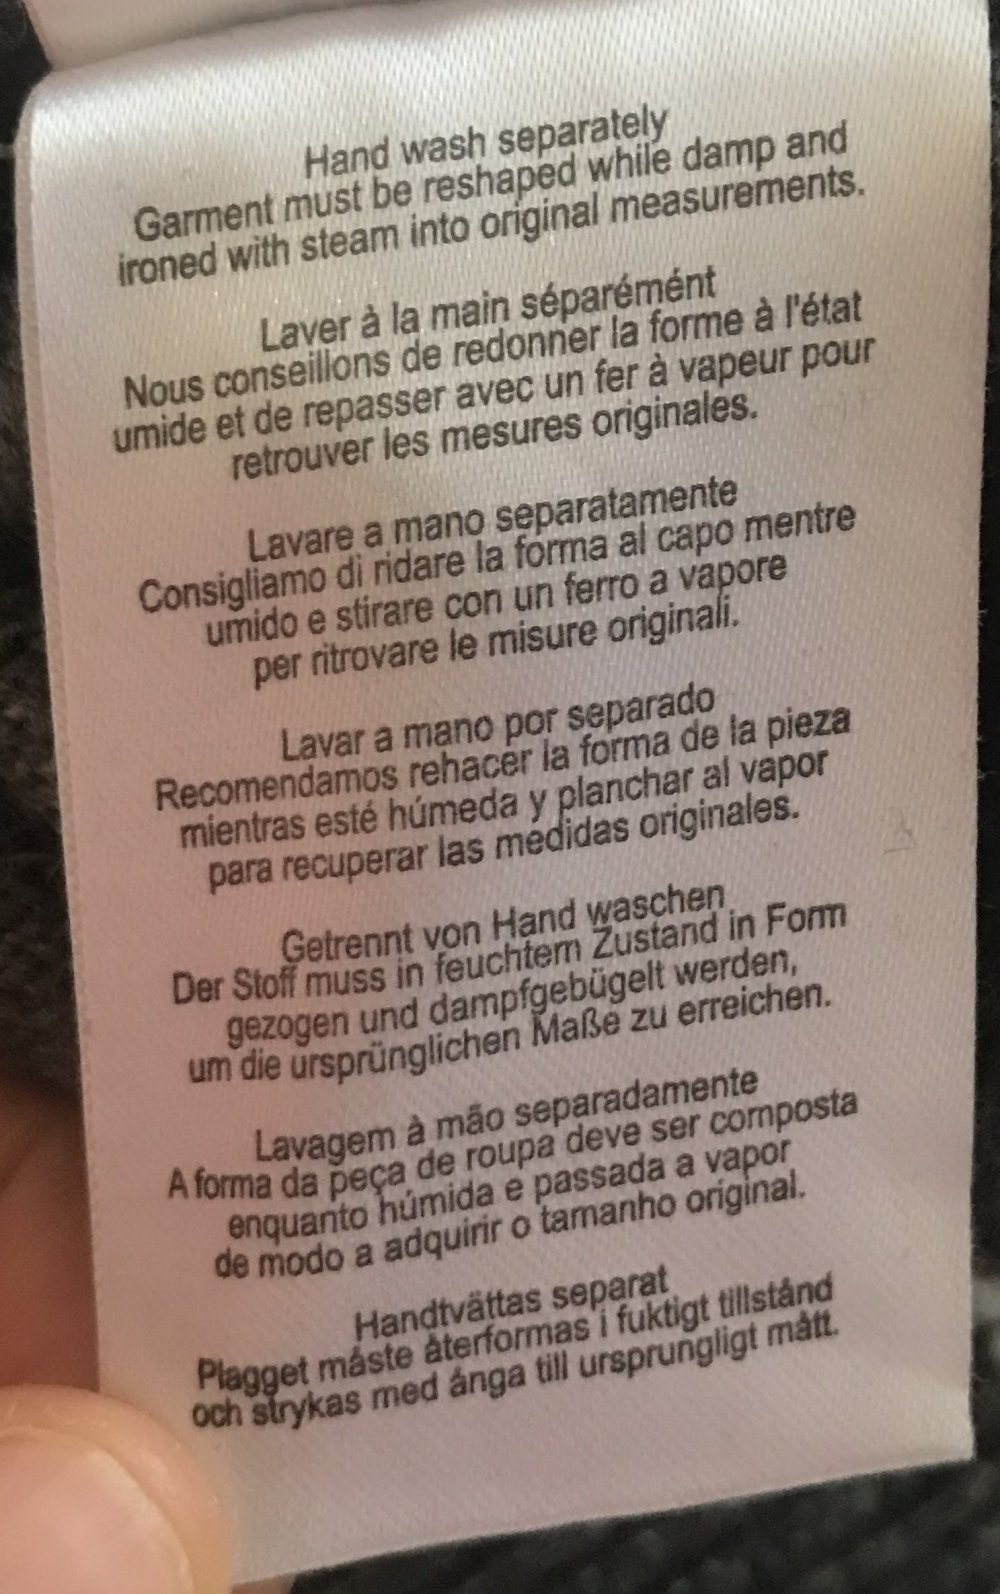 Hand wash separately
Garment must be reshaped while damp and
ironed with steam into original measurements.
Laver à la main séparémént
Nous conseillons de redonner la forme à l'état
umide et de repasser avec un fer à vapeur pour
retrouver les mesures originales.
Lavare a mano separatamente
Consigliamo di ridare la forma al capo mentre
umido e stirare con un ferro a vapore
per ritrovare le misure originali.
Lavar a mano por separado
Recomendamos rehacer la forma de la pieza
mientras esté húmeda y planchar al vapor
para recuperar las medidas originales.
Getrennt von Hand waschen
Der Stoff muss in feuchtem Zustand in Form
gezogen und dampfgebügelt werden,
um die ursprünglichen Maße zu erreichen.
Lavagem à mão separadamente
A forma da peça de roupa deve ser composta
enquanto húmida e passada a vapor
de modo a adquirir o tamanho original.
Handtvättas separat
Plagget måste återformas i fuktigt tillstånd
och strykas med ånga till ursprungligt mått.